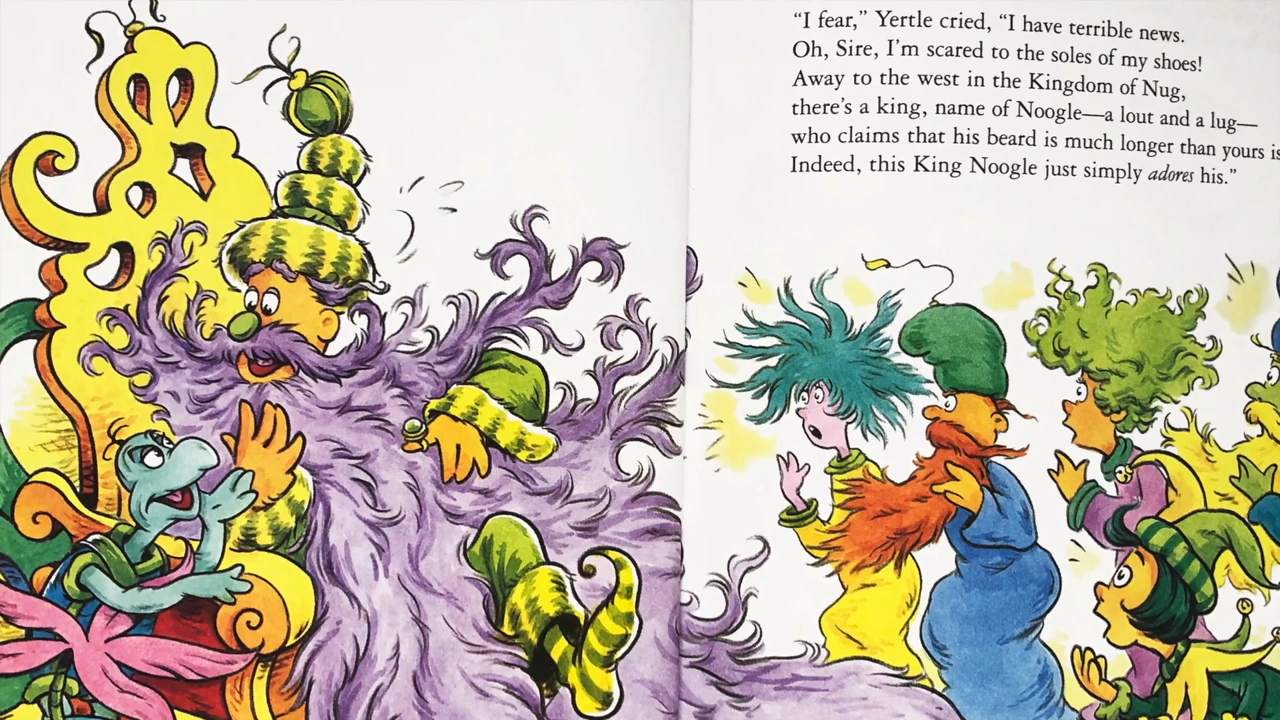 “I fear,” Yertle cried, “I have terrible news.
Oh, Sire, I’m scared to the soles of my shoes!
Away to the west in the Kingdom of Nug,
there’s a king, name of Noogle—a lout and a lug—
who claims that his beard is much longer than yours is
Indeed, this King Noogle just simply adores his.”